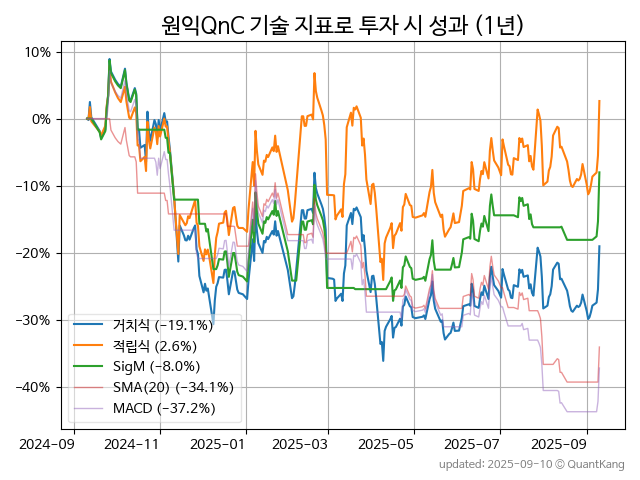 원익QnC 기술 지표로 투자 시 성과 (1년)
10%
0%
−10%
−20%
−30%
−40%
거치식 (−19.1%)
적립식 (2.6%)
SigM (−8.0%)
SMA(20) (−34.1%)
MACD (−37.2%)
2024-09 2024-11 2025-01 2025-03 2025-05 2025-07 2025-09
updated: 2025-09-10 © QuantKang